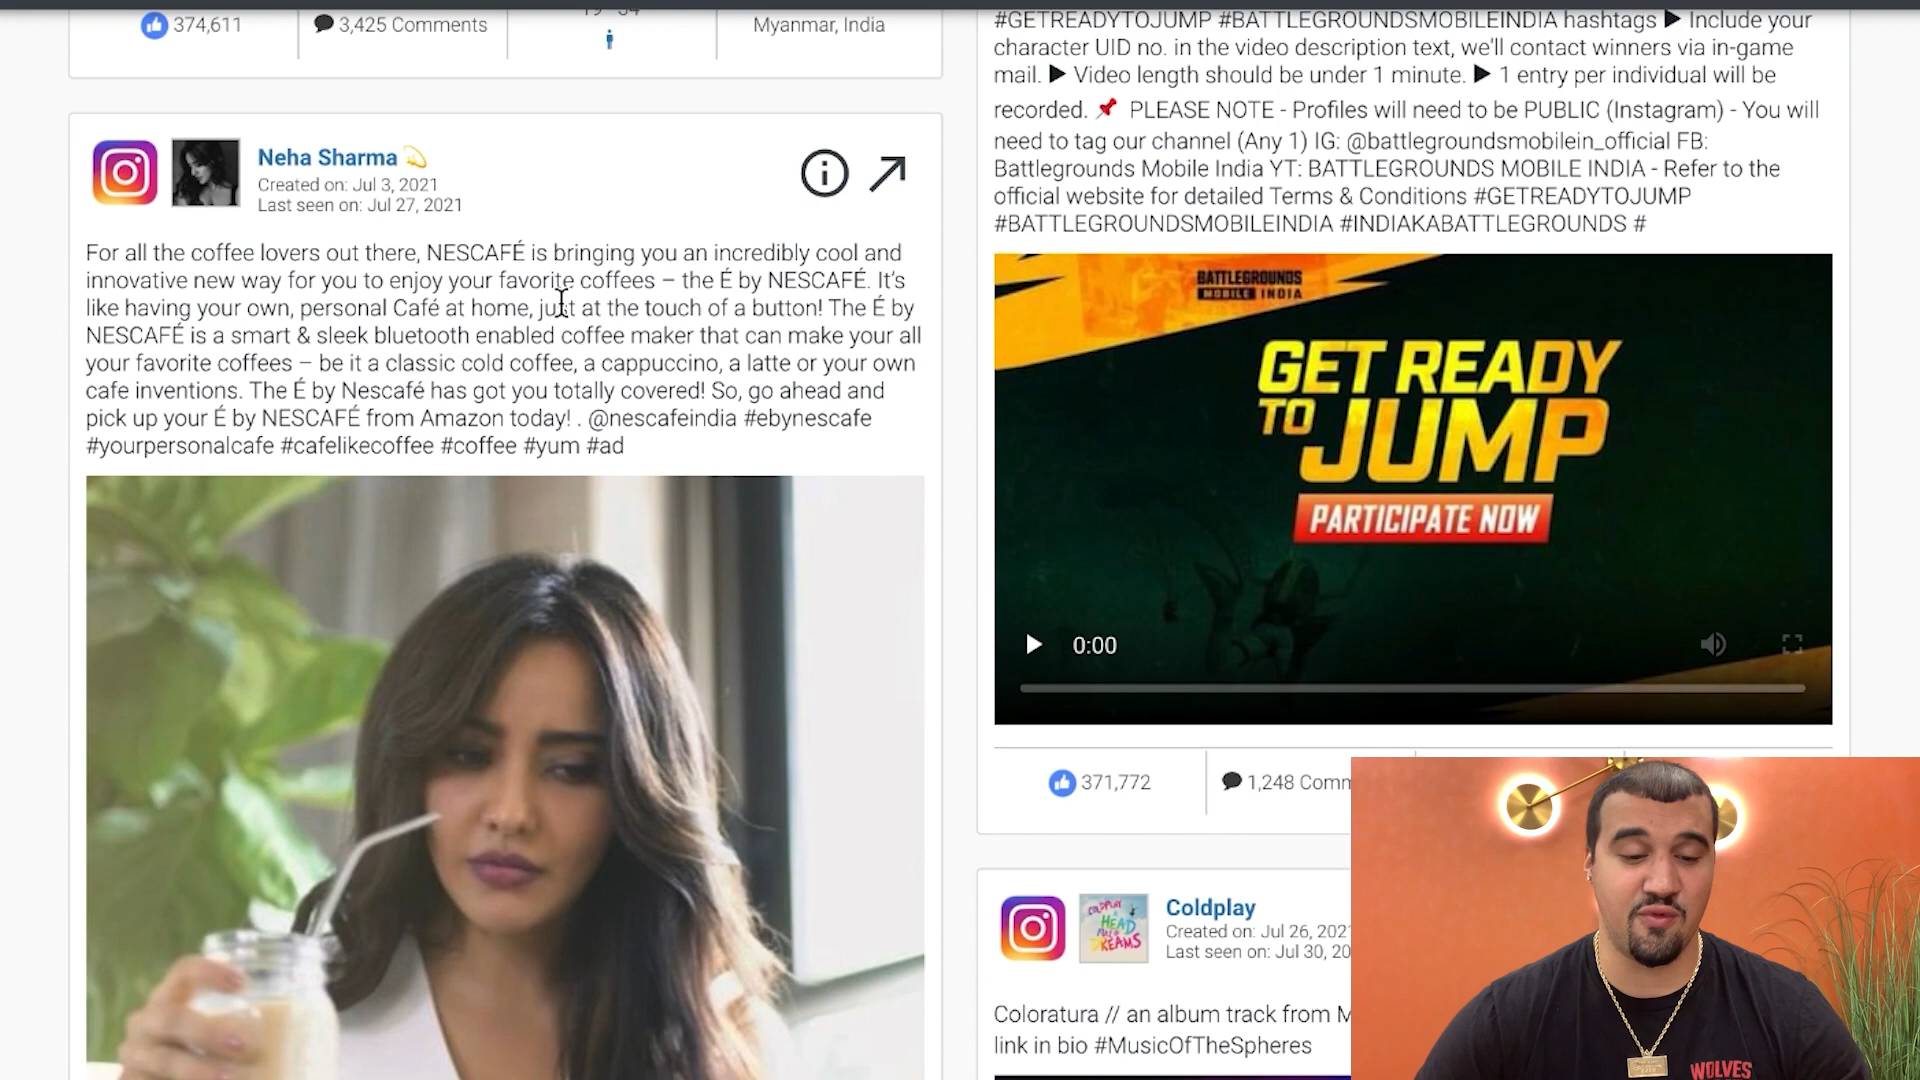 374,611
3,425 Comments
Myanmar, India
Neha Sharma
Created on: Jul 3, 2021
Last seen on: Jul 27, 2021
For all the coffee lovers out there, NESCAFÉ is bringing you an incredibly cool and
innovative new way for you to enjoy your favorite coffees – the É by NESCAFÉ. It's
like having your own, personal Café at home, just at the touch of a button! The É by
NESCAFÉ is a smart & sleek bluetooth enabled coffee maker that can make your all
your favorite coffees – be it a classic cold coffee, a cappuccino, a latte or your own
cafe inventions. The É by Nescafé has got you totally covered! So, go ahead and
pick up your É by NESCAFÉ from Amazon today! . @nescafeindia #ebynescafe
#yourpersonalcafe #cafelikecoffee #coffee #yum #ad
#GETREADYTOJUMP #BATTLEGROUNDSMOBILEINDIA hashtags ▶ Include your
character UID no. in the video description text, we'll contact winners via in-game
mail. ▶ Video length should be under 1 minute. ▶ 1 entry per individual will be
recorded. 📌 PLEASE NOTE - Profiles will need to be PUBLIC (Instagram) - You will
need to tag our channel (Any 1) IG: @battlegroundsmobilein_official FB:
Battlegrounds Mobile India YT: BATTLEGROUNDS MOBILE INDIA - Refer to the
official website for detailed Terms & Conditions #GETREADYTOJUMP
#BATTLEGROUNDSMOBILEINDIA #INDIAKABATTLEGROUNDS #
BATTLEGROUNDS
MOBILE INDIA
GET READY
TO JUMP
PARTICIPATE NOW
0:00
371,772
1,248 Comm
Coldplay
Created on: Jul 26, 202
Last seen on: Jul 30, 20
COLDPLAY
A HEAD
FULL OF
DREAMS
Coloratura // an album track from M
link in bio #MusicOfTheSpheres
WOLVES